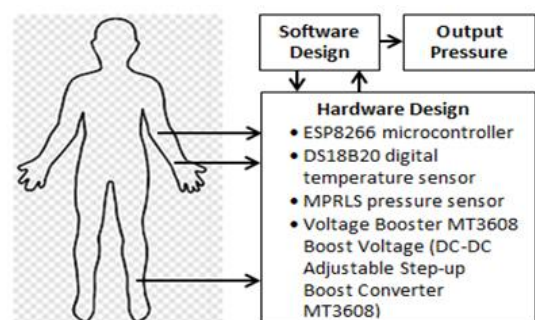 Software
Design
Output
Pressure
Hardware Design
• ESP8266 microcontroller
• DS18B20 digital
temperature sensor
• MPRLS pressure sensor
• Voltage Booster MT3608
Boost Voltage (DC-DC
Adjustable Step-up
Boost Converter
MT3608)